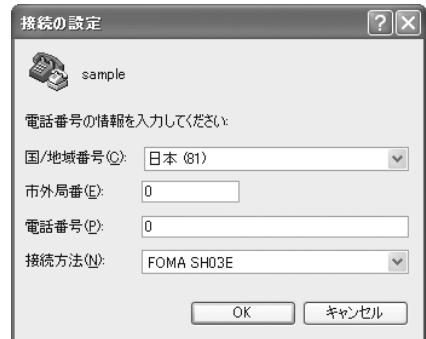 接続の設定
sample
電話番号の情報を入力してください:
国/地域番号(C): 日本 (81)
市外局番(E): 0
電話番号(P): 0
接続方法(N): FOMA SH03E
OK キャンセル